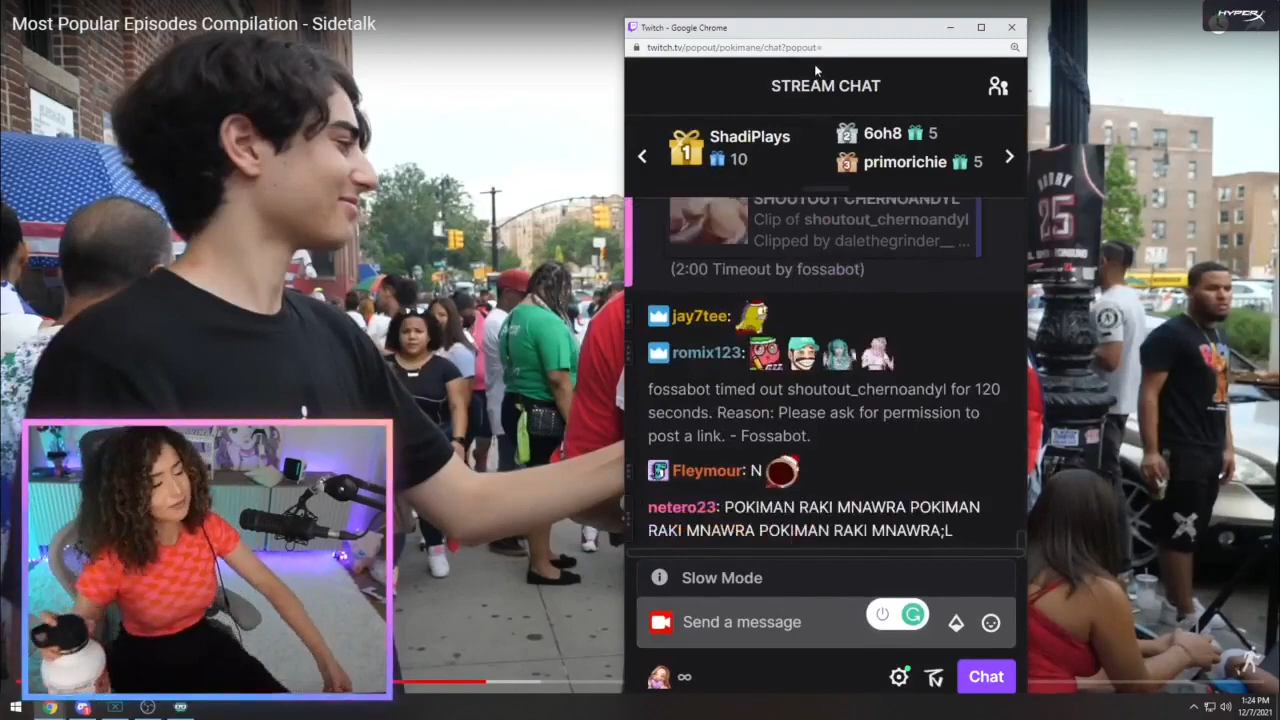 Most Popular Episodes Compilation - Sidetalk
HYPERX
Twitch - Google Chrome
twitch.tv/popout/pokimane/chat?popout=
STREAM CHAT
1
ShadiPlays
10
2
6oh8
5
3
primorichie
5
SHOUTOUT CHERNOANDYL
Clip of shoutout_chernoandyl
Clipped by dalethegrinder__ ...
(2:00 Timeout by fossabot)
jay7tee:
romix123:
fossabot timed out shoutout_chernoandyl for 120
seconds. Reason: Please ask for permission to
post a link. - Fossabot.
Fleymour: N
netero23: POKIMAN RAKI MNAWRA POKIMAN
RAKI MNAWRA POKIMAN RAKI MNAWRA;L
Slow Mode
Send a message
Chat
25
1:24 PM
12/7/2021